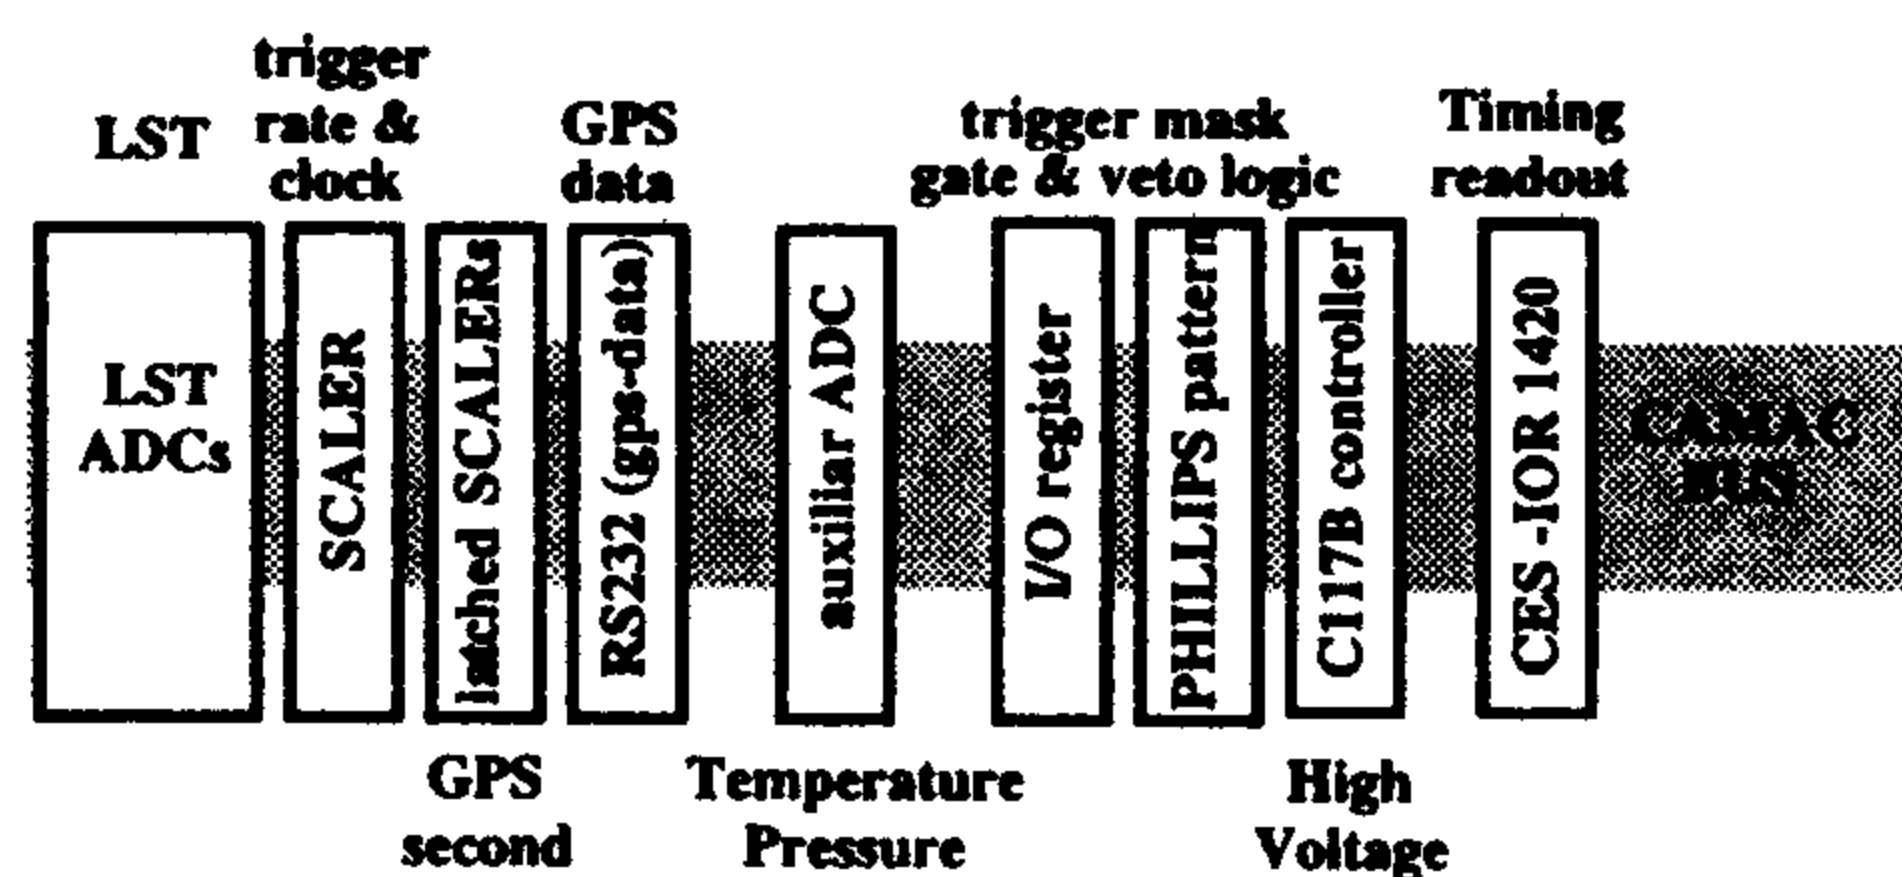 LST
trigger
rate &
clock
GPS
data
trigger mask
gate & veto logic
Timing
readout
LST
ADCs
SCALER
latched SCALERs
RS232 (gps-data)
auxiliar ADC
I/O register
PHILLIPS pattern
C117B controller
CES -IOR 1420
CAMAC
BUS
GPS
second
Temperature
Pressure
High
Voltage